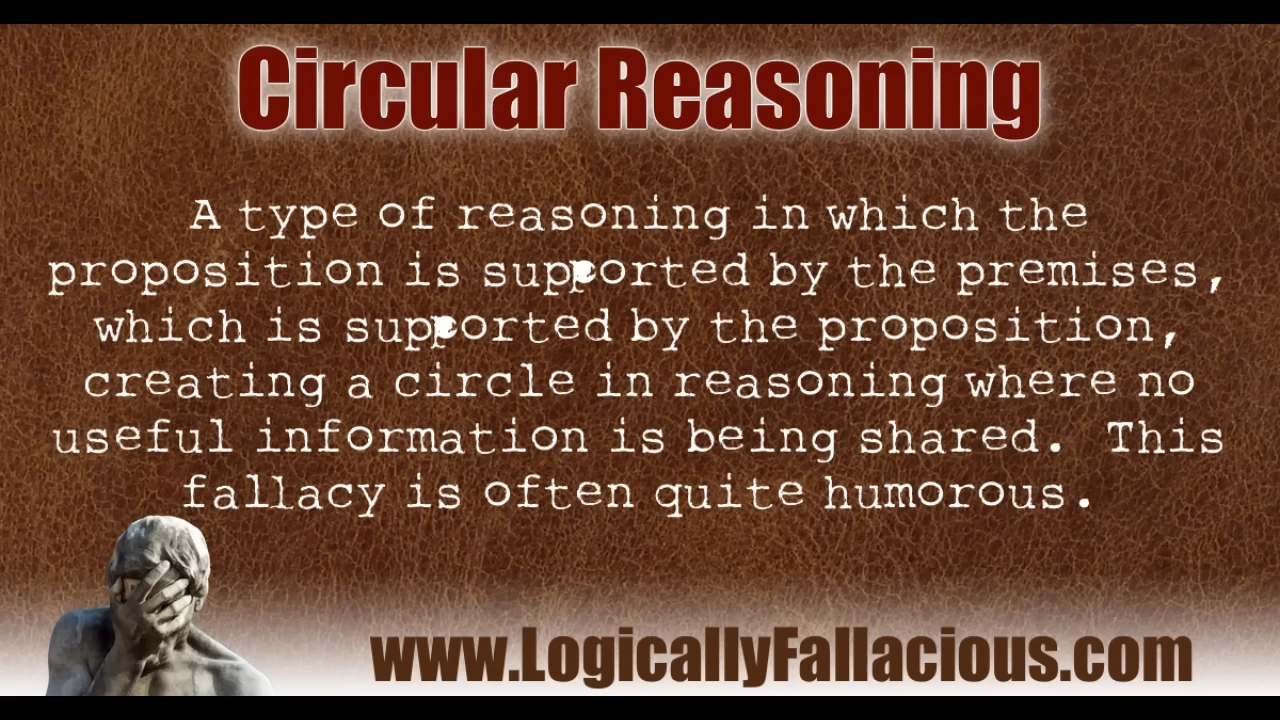 Circular Reasoning
A type of reasoning in which the
proposition is supported by the premises,
which is supported by the proposition,
creating a circle in reasoning where no
useful information is being shared.  This
fallacy is often quite humorous.
www.LogicallyFallacious.com